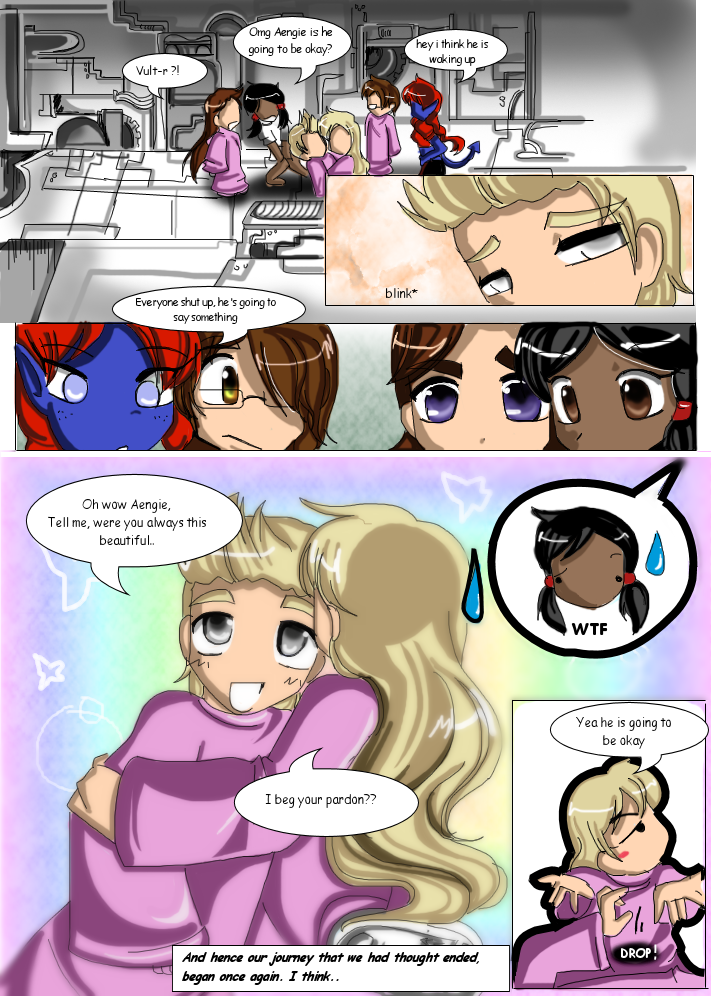 Vult-r ?!
Omg Aengie is he
going to be okay?
hey i think he is
waking up
blink*
Everyone shut up, he's going to
say something
Oh wow Aengie,
Tell me, were you always this
beautiful..
WTF
I beg your pardon??
Yea he is going to
be okay
DROP!
And hence our journey that we had thought ended,
began once again. I think..